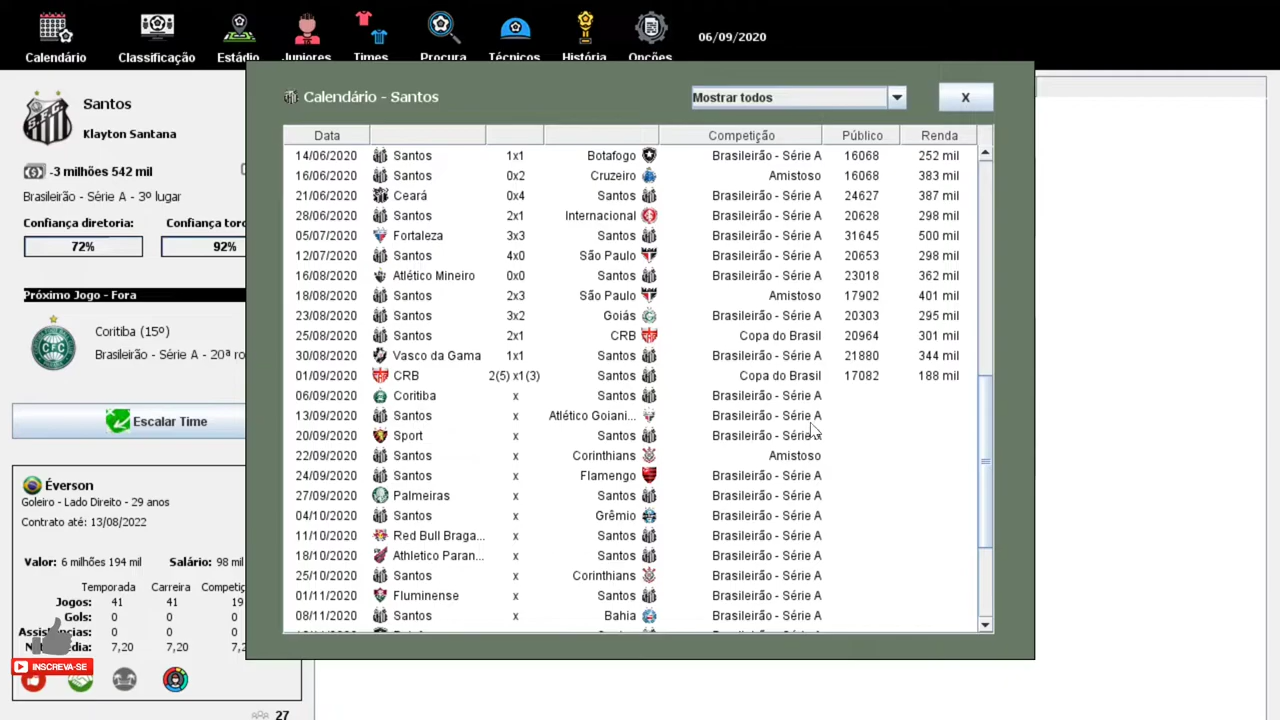 Calendário Classificação Estádio Juniores Times Procura Técnicos História Opções 06/09/2020
Santos
Klayton Santana
-3 milhões 542 mil
Brasileirão - Série A - 3º lugar
Confiança diretoria: Confiança torc
72% 92%
Próximo Jogo - Fora
Coritiba (15º)
Brasileirão - Série A - 20ª ro
Escalar Time
Éverson
Goleiro - Lado Direito - 29 anos
Contrato até: 13/08/2022
Valor: 6 milhões 194 mil Salário: 98 mil
Temporada Carreira Competiç
Jogos: 41 41 19
Gols: 0 0 0
0 0 0
7,20 7,20 7,20
INSCREVA-SE
27
Calendário - Santos Mostrar todos X
Data Competição Público Renda
14/06/2020 Santos 1x1 Botafogo Brasileirão - Série A 16068 252 mil
16/06/2020 Santos 0x2 Cruzeiro Amistoso 16068 383 mil
21/06/2020 Ceará 0x4 Santos Brasileirão - Série A 24627 387 mil
28/06/2020 Santos 2x1 Internacional Brasileirão - Série A 20628 298 mil
05/07/2020 Fortaleza 3x3 Santos Brasileirão - Série A 31645 500 mil
12/07/2020 Santos 4x0 São Paulo Brasileirão - Série A 20653 298 mil
16/08/2020 Atlético Mineiro 0x0 Santos Brasileirão - Série A 23018 362 mil
18/08/2020 Santos 2x3 São Paulo Amistoso 17902 401 mil
23/08/2020 Santos 3x2 Goiás Brasileirão - Série A 20303 295 mil
25/08/2020 Santos 2x1 CRB Copa do Brasil 20964 301 mil
30/08/2020 Vasco da Gama 1x1 Santos Brasileirão - Série A 21880 344 mil
01/09/2020 CRB 2(5) x1(3) Santos Copa do Brasil 17082 188 mil
06/09/2020 Coritiba x Santos Brasileirão - Série A
13/09/2020 Santos x Atlético Goiani... Brasileirão - Série A
20/09/2020 Sport x Santos Brasileirão - Série A
22/09/2020 Santos x Corinthians Amistoso
24/09/2020 Santos x Flamengo Brasileirão - Série A
27/09/2020 Palmeiras x Santos Brasileirão - Série A
04/10/2020 Santos x Grêmio Brasileirão - Série A
11/10/2020 Red Bull Braga... x Santos Brasileirão - Série A
18/10/2020 Athletico Paran... x Santos Brasileirão - Série A
25/10/2020 Santos x Corinthians Brasileirão - Série A
01/11/2020 Fluminense x Santos Brasileirão - Série A
08/11/2020 Santos x Bahia Brasileirão - Série A